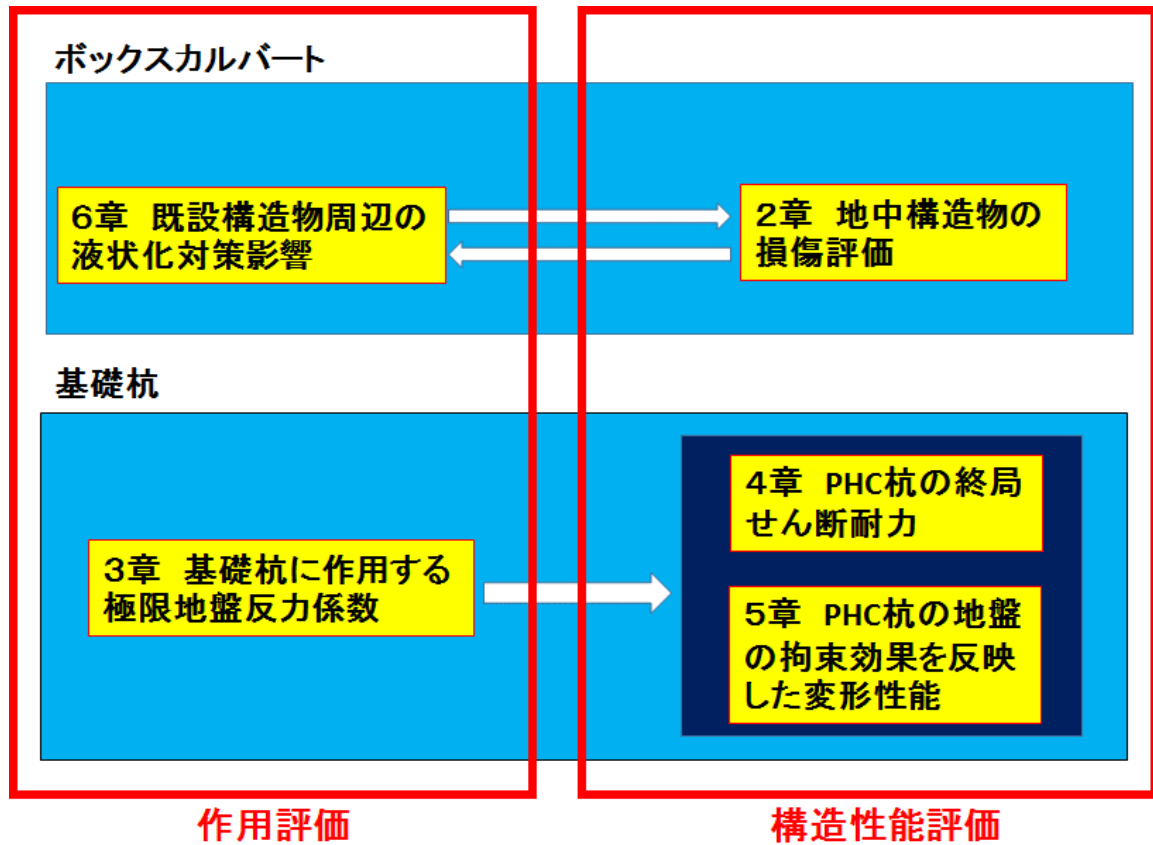 ボックスカルバート
6章 既設構造物周辺の
液状化対策影響
2章 地中構造物の
損傷評価
基礎杭
3章 基礎杭に作用する
極限地盤反力係数
4章 PHC杭の終局
せん断耐力
5章 PHC杭の地盤
の拘束効果を反映
した変形性能
作用評価
構造性能評価